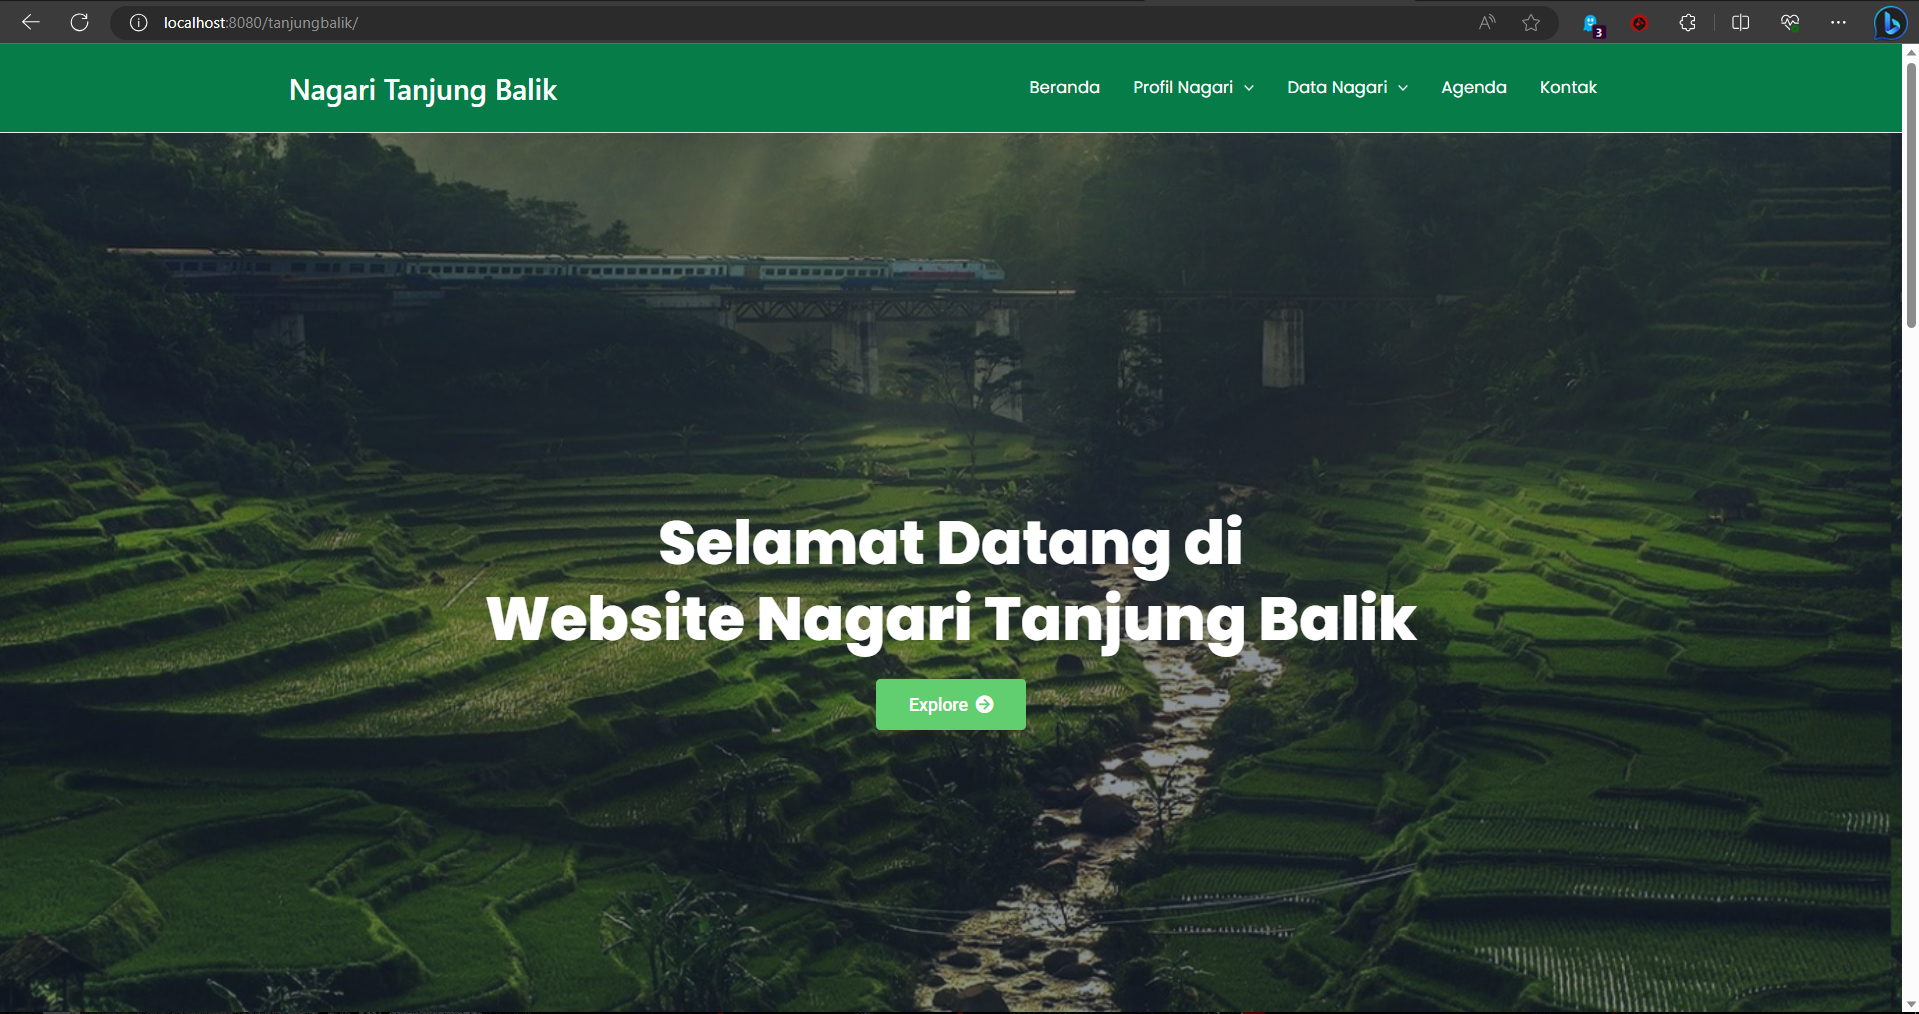 localhost:8080/tanjungbalik/
3
Nagari Tanjung Balik
Beranda
Profil Nagari
Data Nagari
Agenda
Kontak
Selamat Datang di
Website Nagari Tanjung Balik
Explore